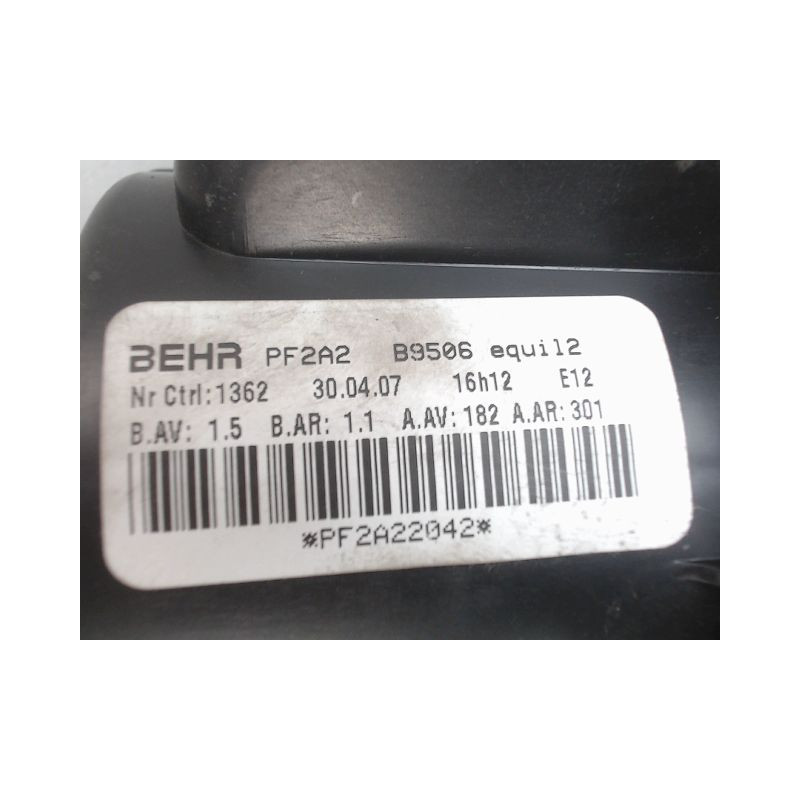 BEHR PF2A2 B9506 equil2
Nr Ctrl:1362 30.04.07 16h12 E12
B.AV: 1.5 B.AR: 1.1 A.AV:182 A.AR:301
*PF2A22042*